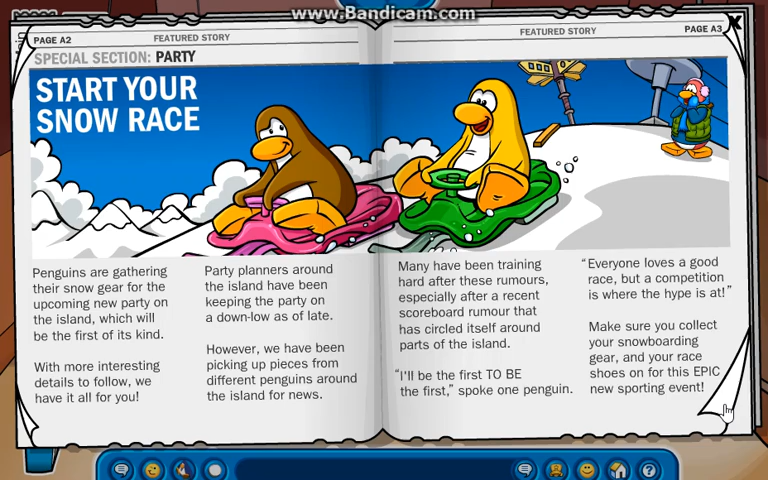 www.Bandicam.com
PAGE A2
FEATURED STORY
FEATURED STORY
PAGE A3
X
SPECIAL SECTION: PARTY
START YOUR
SNOW RACE
Penguins are gathering
their snow gear for the
upcoming new party on
the island, which will
be the first of its kind.
With more interesting
details to follow, we
have it all for you!
Party planners around
the island have been
keeping the party on
a down-low as of late.
However, we have been
picking up pieces from
different penguins around
the island for news.
Many have been training
hard after these rumours,
especially after a recent
scoreboard rumour that
has circled itself around
parts of the island.
“I'll be the first TO BE
the first,” spoke one penguin.
“Everyone loves a good
race, but a competition
is where the hype is at!”
Make sure you collect
your snowboarding
gear, and your race
shoes on for this EPIC
new sporting event!
?